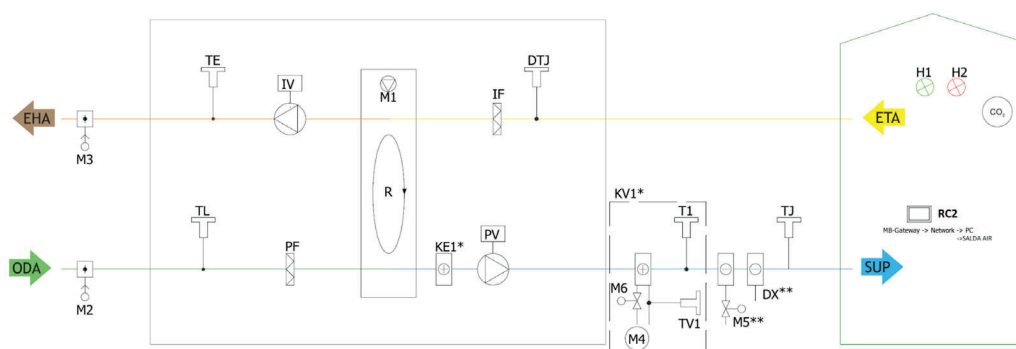 TE
IV
M1
IF
DTJ
H1
H2
EHA
ETA
CO₂
M3
R
KV1*
TL
PF
KE1*
PV
T1
TJ
RC2
MB-Gateway -> Network -> PC
->SALDA AIR
ODA
SUP
M2
M6
DX**
TV1
M5**
M4